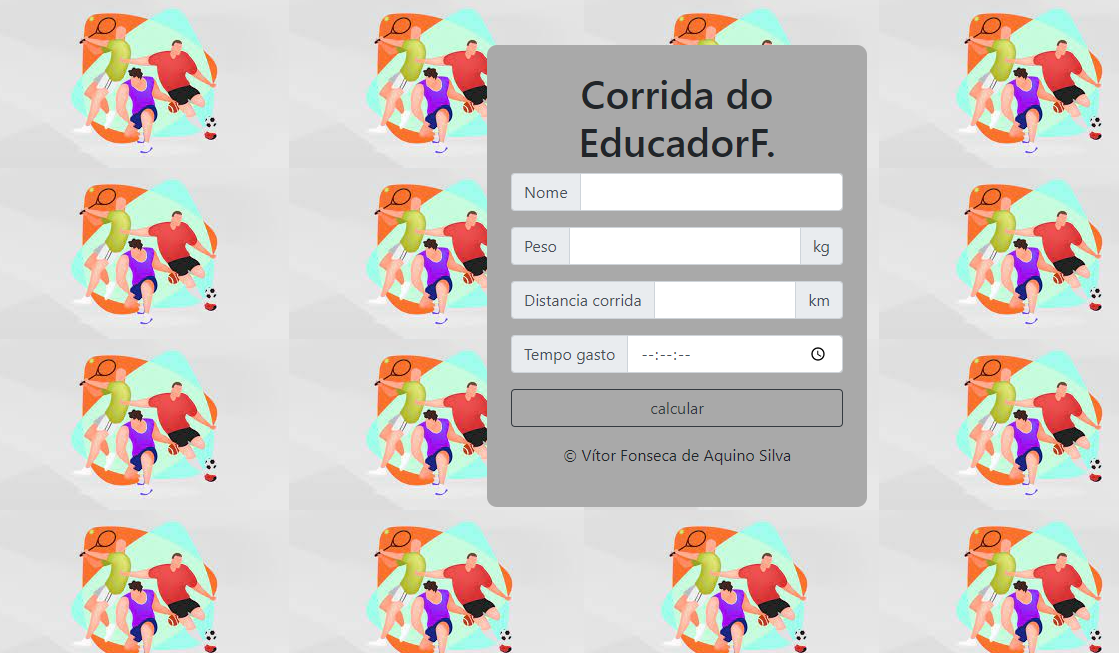 Corrida do
EducadorF.
Nome
Peso kg
Distancia corrida km
Tempo gasto --:--:--
calcular
© Vítor Fonseca de Aquino Silva